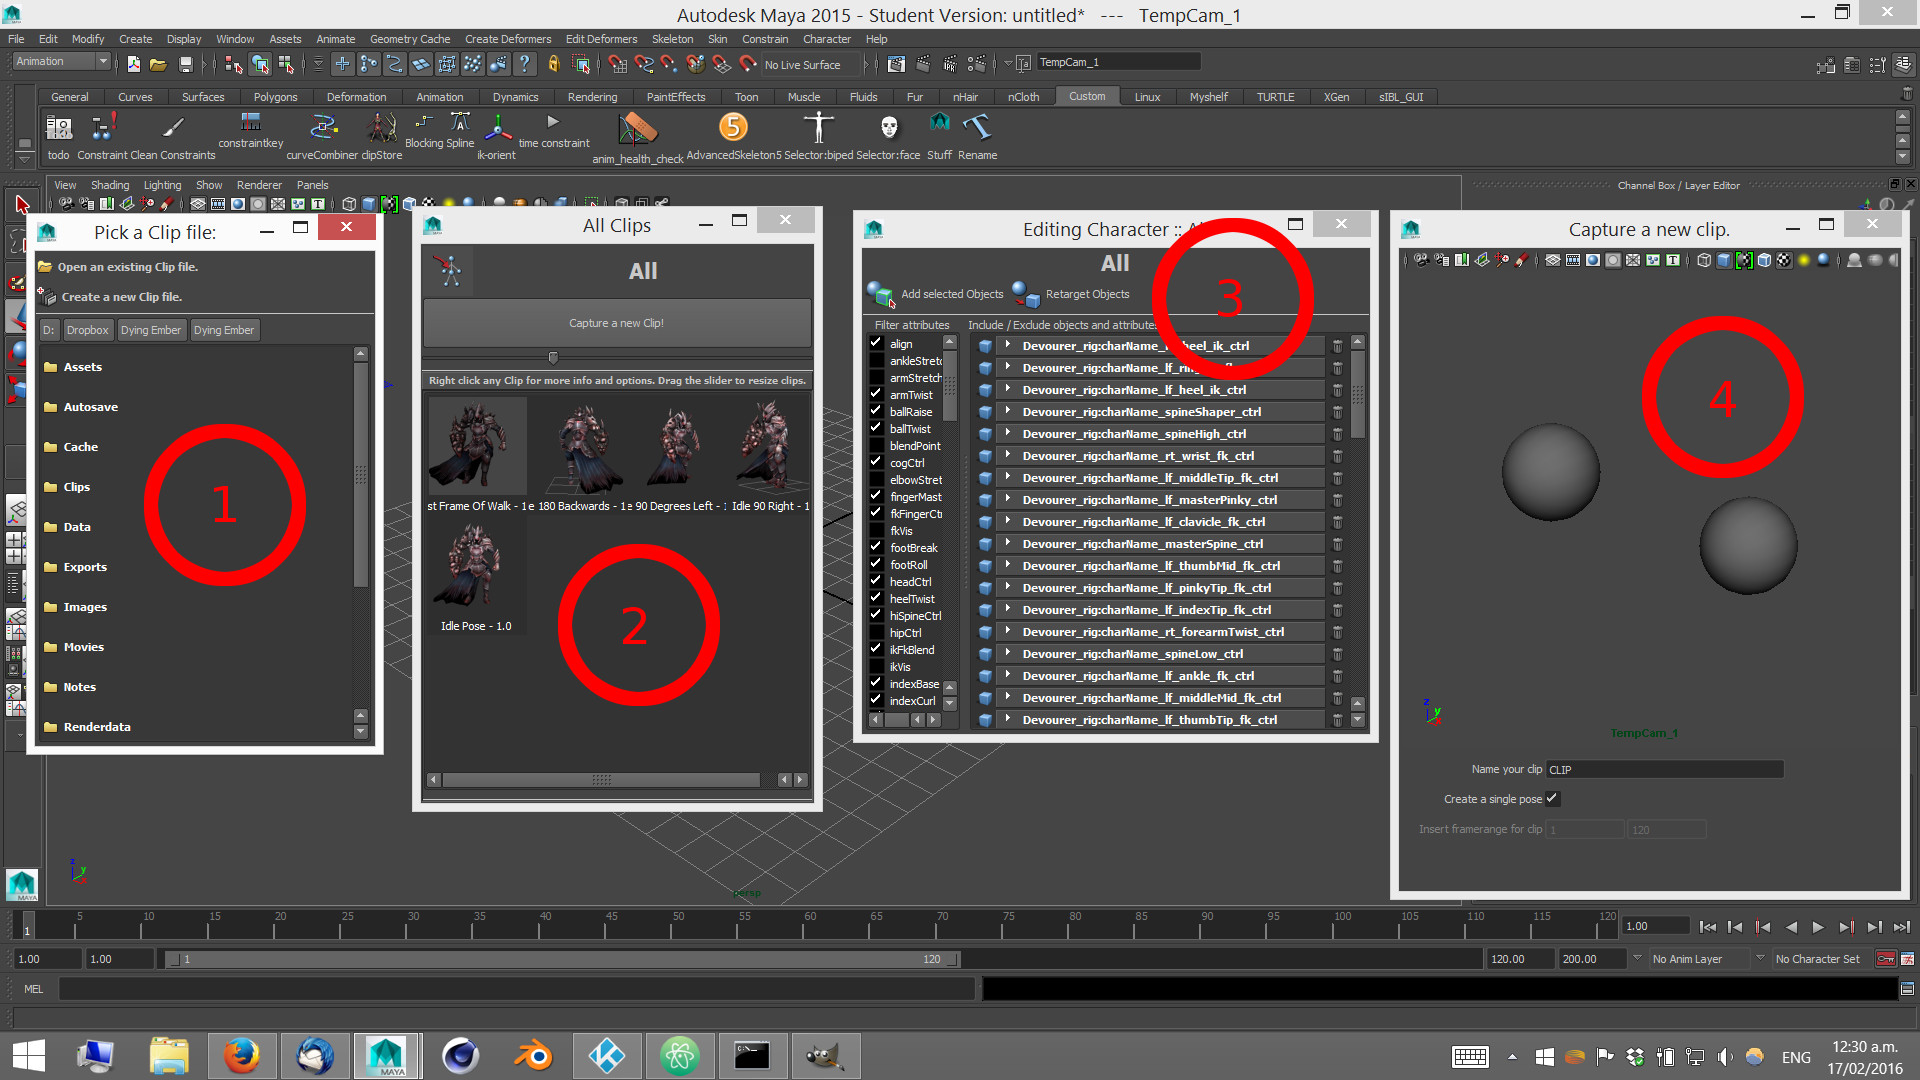 Autodesk Maya 2015 - Student Version: untitled*   ---   TempCam_1
File Edit Modify Create Display Window Assets Animate Geometry Cache Create Deformers Edit Deformers Skeleton Skin Constrain Character Help
Animation
No Live Surface
TempCam_1
General Curves Surfaces Polygons Deformation Animation Dynamics Rendering PaintEffects Toon Muscle Fluids Fur nHair nCloth Custom Linux Myshelf TURTLE XGen sIBL_GUI
todo Constraint Clean Constraints constraintkey curveCombiner clipStore Blocking Spline ik-orient time constraint anim_health_check AdvancedSkeleton5 Selector:biped Selector:face Stuff Rename
View Shading Lighting Show Renderer Panels
Channel Box / Layer Editor
Pick a Clip file:
Open an existing Clip file.
Create a new Clip file.
D: Dropbox Dying Ember Dying Ember
Assets
Autosave
Cache
Clips
Data
Exports
Images
Movies
Notes
Renderdata
1
All Clips
All
Capture a new Clip!
Right click any Clip for more info and options. Drag the slider to resize clips.
st Frame Of Walk - 1 e 180 Backwards - 1 e 90 Degrees Left - : Idle 90 Right - 1
Idle Pose - 1.0
2
Editing Character ::
All
Add selected Objects Retarget Objects
3
Filter attributes
align
ankleStretc
armStretch
armTwist
ballRaise
ballTwist
blendPoint
cogCtrl
elbowStret
fingerMast
fkFingerCtr
fkVis
footBreak
footRoll
headCtrl
heelTwist
hiSpineCtrl
hipCtrl
ikFkBlend
ikVis
indexBase
indexCurl
Include / Exclude objects and attributes
Devourer_rig:charName_ heel_ik_ctrl
Devourer_rig:charName_lf_
Devourer_rig:charName_lf_heel_ik_ctrl
Devourer_rig:charName_spineShaper_ctrl
Devourer_rig:charName_spineHigh_ctrl
Devourer_rig:charName_rt_wrist_fk_ctrl
Devourer_rig:charName_lf_middleTip_fk_ctrl
Devourer_rig:charName_lf_masterPinky_ctrl
Devourer_rig:charName_lf_clavicle_fk_ctrl
Devourer_rig:charName_masterSpine_ctrl
Devourer_rig:charName_lf_thumbMid_fk_ctrl
Devourer_rig:charName_lf_pinkyTip_fk_ctrl
Devourer_rig:charName_lf_indexTip_fk_ctrl
Devourer_rig:charName_rt_forearmTwist_ctrl
Devourer_rig:charName_spineLow_ctrl
Devourer_rig:charName_lf_ankle_fk_ctrl
Devourer_rig:charName_lf_middleMid_fk_ctrl
Devourer_rig:charName_lf_thumbTip_fk_ctrl
Capture a new clip.
4
z y
TempCam_1
Name your clip CLIP
Create a single pose
Insert framerange for clip 1 120
z y
persp
MAYA
5 10 15 20 25 30 35 40 45 50 55 60 65 70 75 80 85 90 95 100 105 110 115 120
1
1.00
1.00 1.00 1 120 120.00 200.00 No Anim Layer No Character Set
MEL
MAYA
ENG
12:30 a.m.
17/02/2016